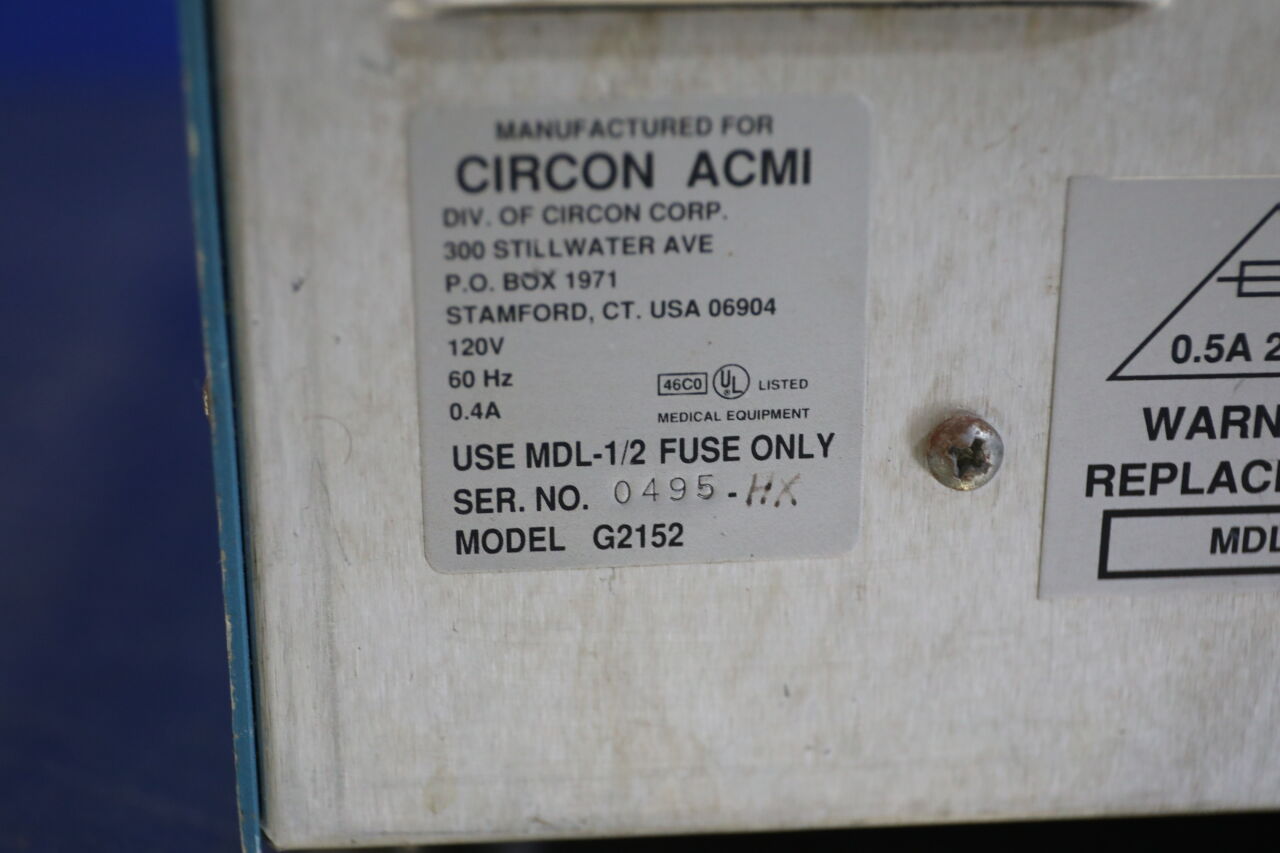 MANUFACTURED FOR
CIRCON ACMI
DIV. OF CIRCON CORP.
300 STILLWATER AVE
P.O. BOX 1971
STAMFORD, CT. USA 06904
120V
60 Hz
0.4A
46C0 UL LISTED
MEDICAL EQUIPMENT
USE MDL-1/2 FUSE ONLY
SER. NO. 0495-HX
MODEL G2152
0.5A 2
WARN
REPLAC
MDL